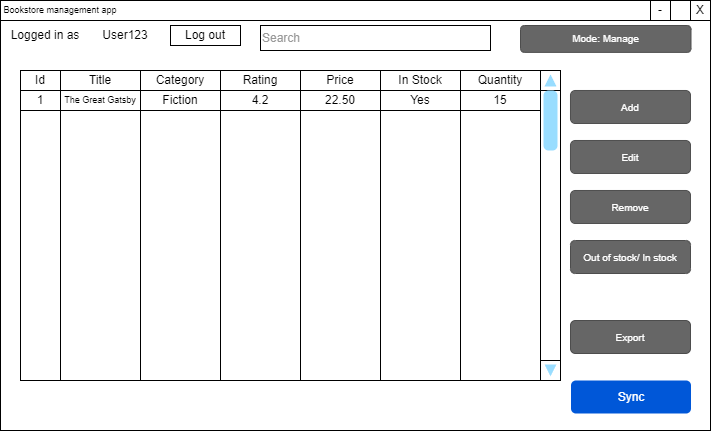 Bookstore management app - X
Logged in as User123 Log out Search Mode: Manage
Id Title Category Rating Price In Stock Quantity
1 The Great Gatsby Fiction 4.2 22.50 Yes 15
Add
Edit
Remove
Out of stock/ In stock
Export
Sync